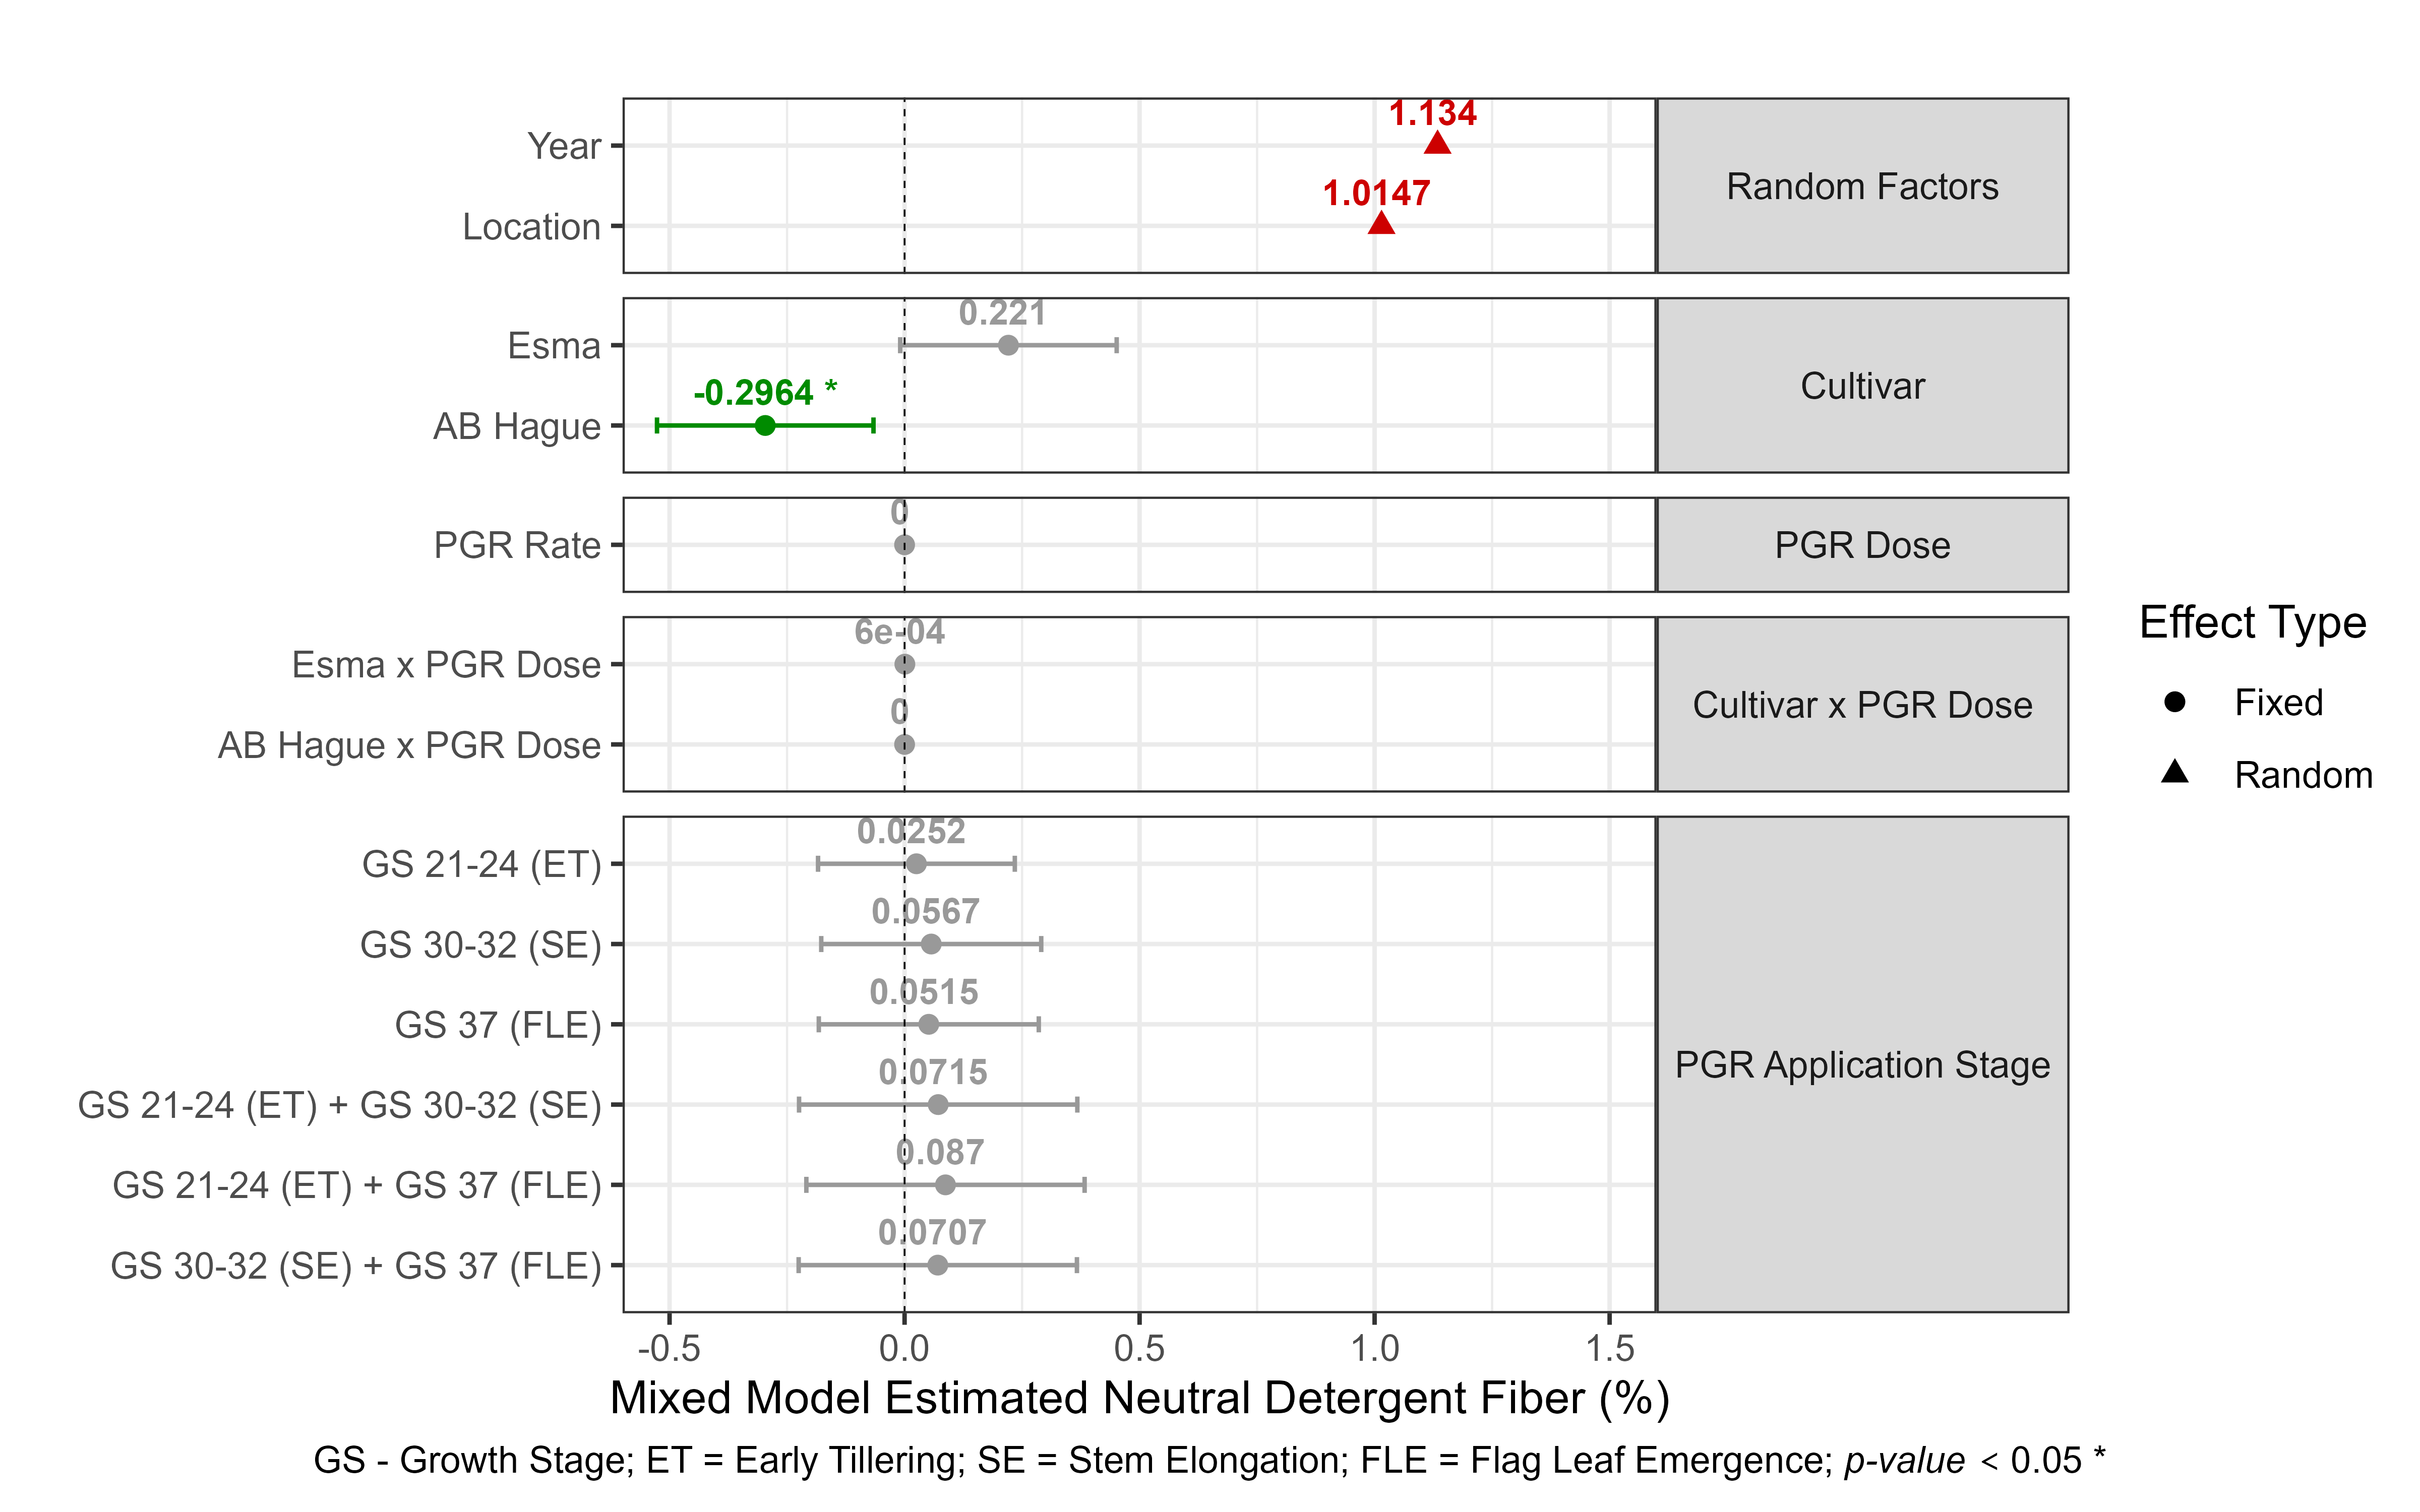 Year
1.134
Location
1.0147
Random Factors
Esma
0.221
AB Hague
-0.2964 *
Cultivar
PGR Rate
0
PGR Dose
Esma x PGR Dose
6e-04
AB Hague x PGR Dose
0
Cultivar x PGR Dose
GS 21-24 (ET)
0.0252
GS 30-32 (SE)
0.0567
GS 37 (FLE)
0.0515
GS 21-24 (ET) + GS 30-32 (SE)
0.0715
GS 21-24 (ET) + GS 37 (FLE)
0.087
GS 30-32 (SE) + GS 37 (FLE)
0.0707
PGR Application Stage
Effect Type
Fixed
Random
-0.5 0.0 0.5 1.0 1.5
Mixed Model Estimated Neutral Detergent Fiber (%)
GS - Growth Stage; ET = Early Tillering; SE = Stem Elongation; FLE = Flag Leaf Emergence; p-value < 0.05 *